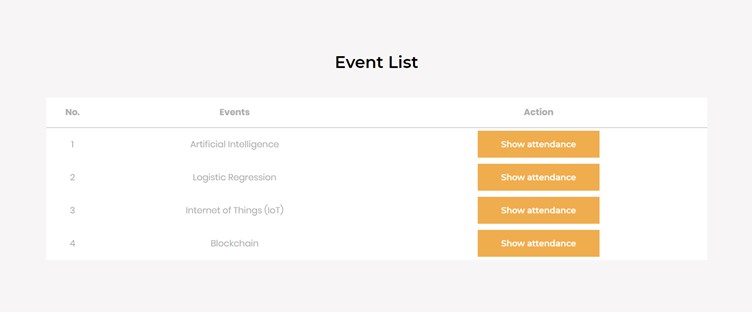 Event List
No. Events Action
1 Artificial Intelligence Show attendance
2 Logistic Regression Show attendance
3 Internet of Things (IoT) Show attendance
4 Blockchain Show attendance